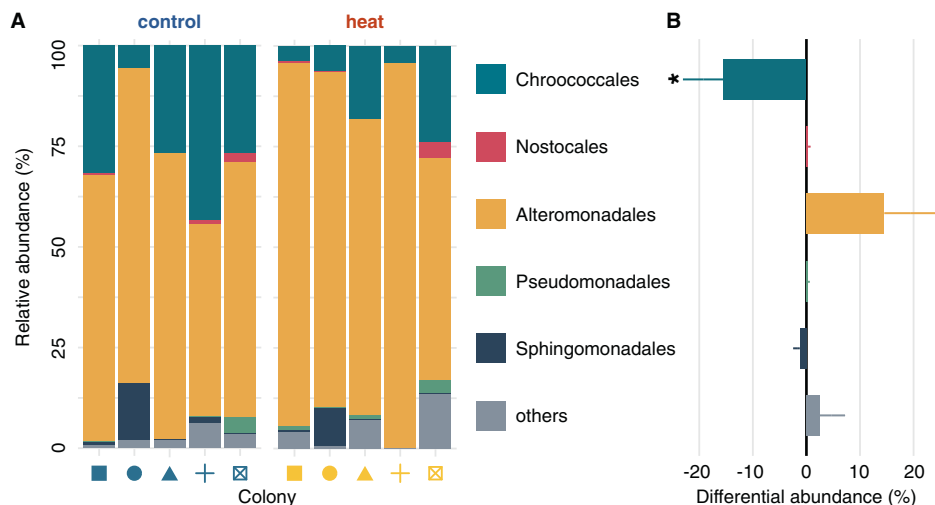 A
control
heat
B
Relative abundance (%)
100
75
50
25
0
Colony
Chroococcales
Nostocales
Alteromonadales
Pseudomonadales
Sphingomonadales
others
*
-20 -10 0 10 20
Differential abundance (%)